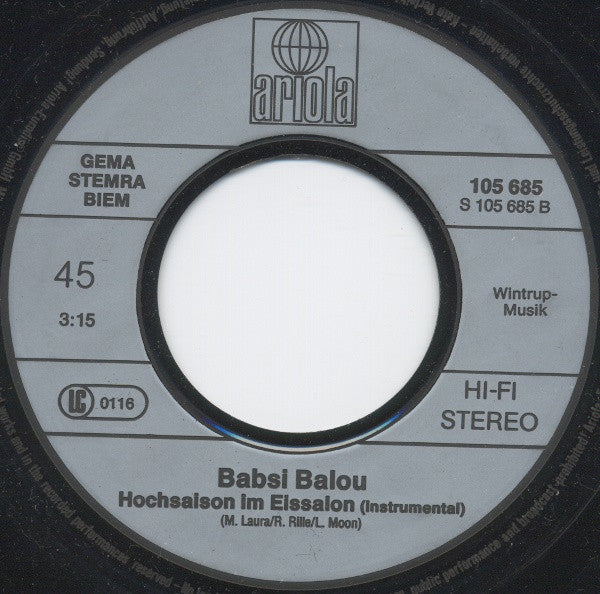 ariola
GEMA
STEMRA
BIEM
105 685
S 105 685 B
45
3:15
Wintrup-
Musik
LC 0116
HI-FI
STEREO
Babsi Balou
Hochsaison im Eissalon (Instrumental)
(M. Laura/R. Rille/L. Moon)